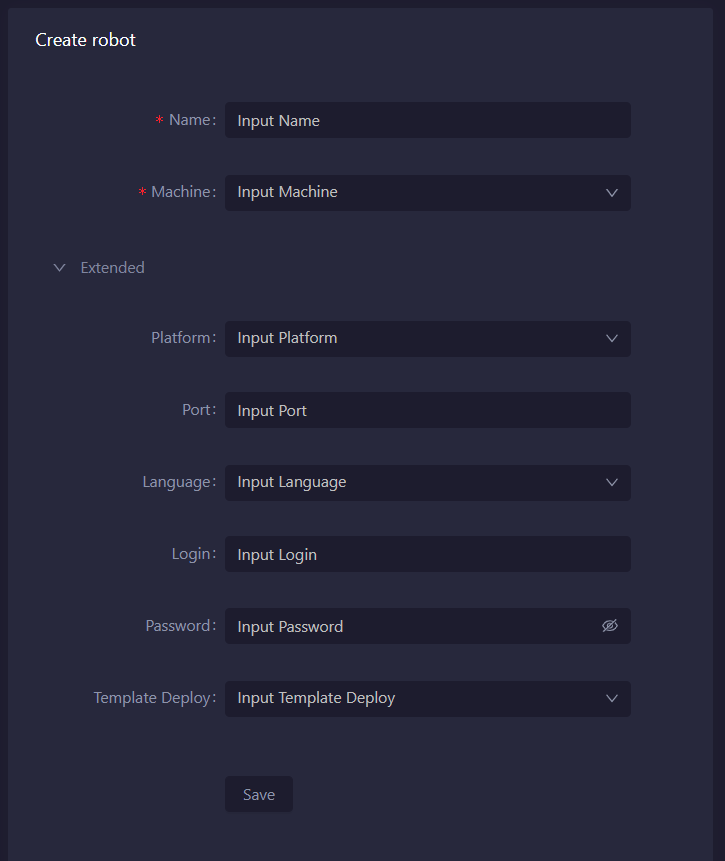 Create robot
* Name: Input Name
* Machine: Input Machine
Extended
Platform: Input Platform
Port: Input Port
Language: Input Language
Login: Input Login
Password: Input Password
Template Deploy: Input Template Deploy
Save